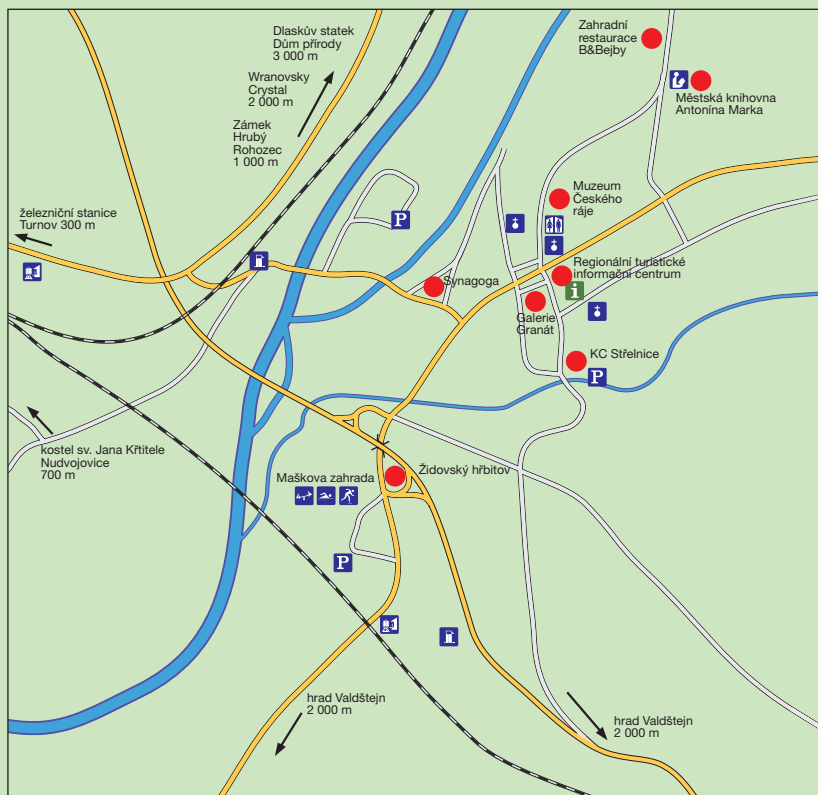 Dlaskův statek
Dům přírody
3 000 m
Wranovsky
Crystal
2 000 m
Zámek
Hrubý
Rohozec
1 000 m
Zahradní
restaurace
B&Bejby
Městská knihovna
Antonína Marka
železniční stanice
Turnov 300 m
P
Muzeum
Českého
ráje
Regionální turistické
informační centrum
i
Synagoga
Galerie
Granát
KC Střelnice
P
kostel sv. Jana Křtitele
Nudvojovice
700 m
Maškova zahrada
Židovský hřbitov
P
hrad Valdštejn
2 000 m
hrad Valdštejn
2 000 m